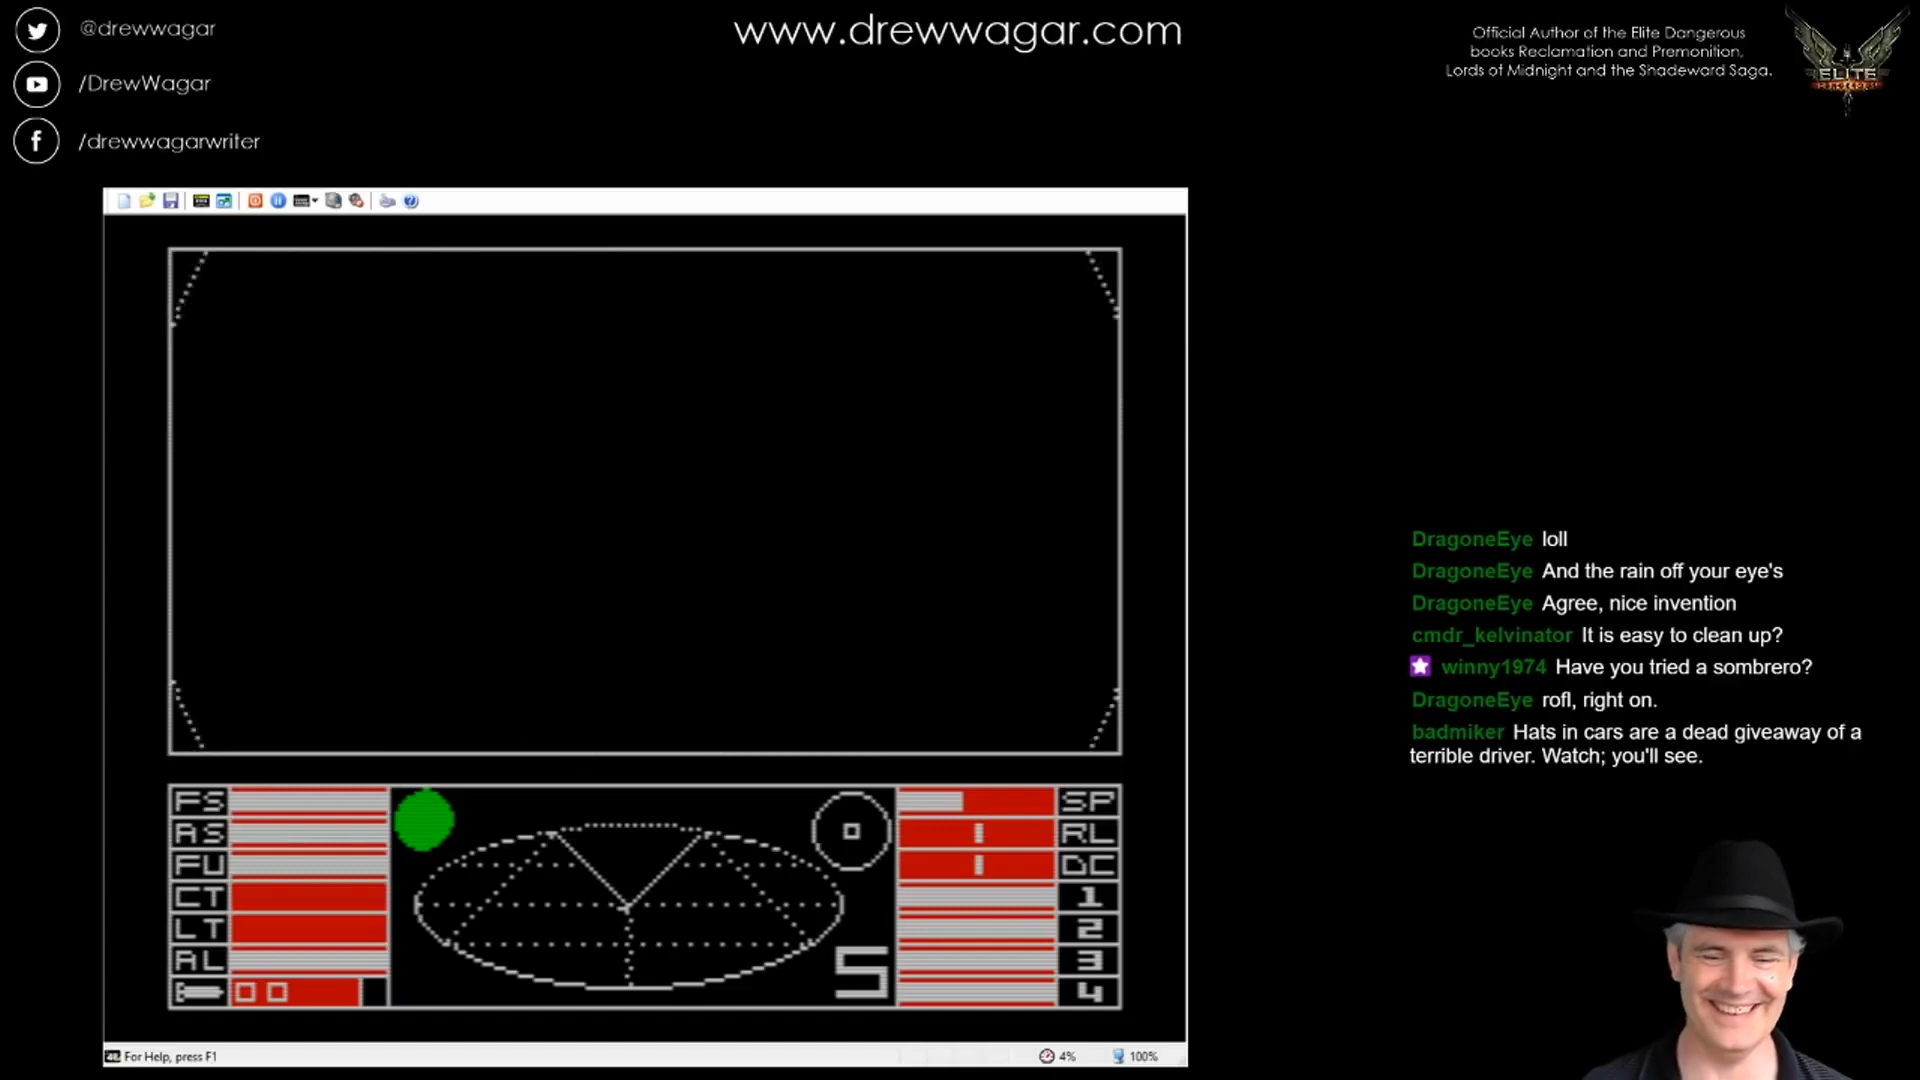 @drewwagar
/DrewWagar
/drewwagarwriter
www.drewwagar.com
Official Author of the Elite Dangerous
books Reclamation and Premonition,
Lords of Midnight and the Shadeward Saga.
ELITE
DANGEROUS
FS
AS
FU
CT
LT
AL
S
SP
RL
DC
1
2
3
4
For Help, press F1
4%
100%
DragoneEye loll
DragoneEye And the rain off your eye's
DragoneEye Agree, nice invention
cmdr_kelvinator It is easy to clean up?
winny1974 Have you tried a sombrero?
DragoneEye rofl, right on.
badmiker Hats in cars are a dead giveaway of a
terrible driver. Watch; you'll see.